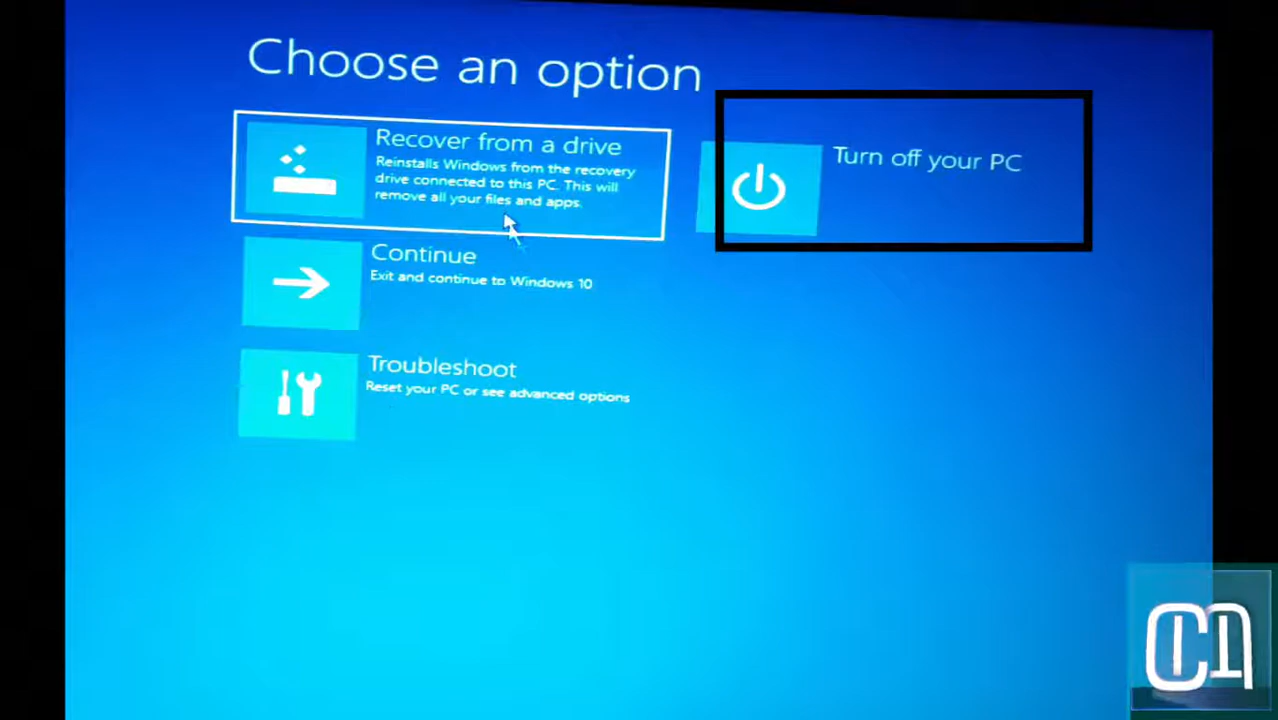 Choose an option
Recover from a drive
Reinstalls Windows from the recovery
drive connected to this PC. This will
remove all your files and apps.
Turn off your PC
Continue
Exit and continue to Windows 10
Troubleshoot
Reset your PC or see advanced options